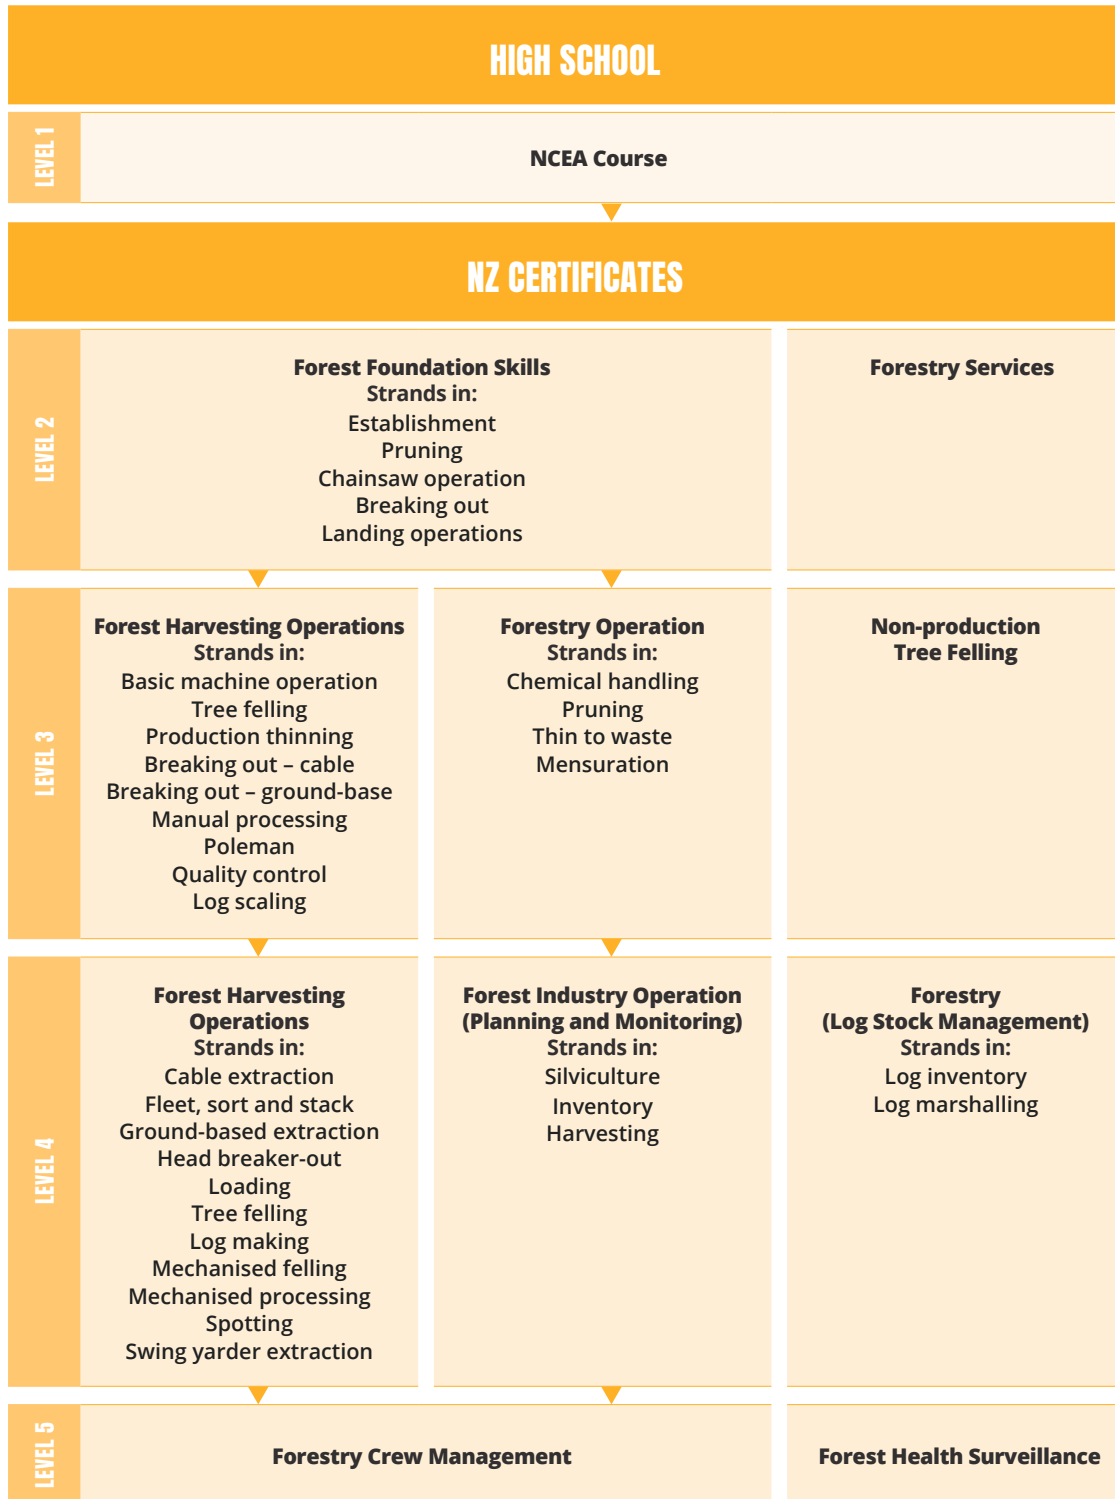 HIGH SCHOOL
LEVEL 1
NCEA Course
NZ CERTIFICATES
LEVEL 2
Forest Foundation Skills
Strands in:
Establishment
Pruning
Chainsaw operation
Breaking out
Landing operations
Forestry Services
LEVEL 3
Forest Harvesting Operations
Strands in:
Basic machine operation
Tree felling
Production thinning
Breaking out – cable
Breaking out – ground-base
Manual processing
Poleman
Quality control
Log scaling
Forestry Operation
Strands in:
Chemical handling
Pruning
Thin to waste
Mensuration
Non-production
Tree Felling
LEVEL 4
Forest Harvesting
Operations
Strands in:
Cable extraction
Fleet, sort and stack
Ground-based extraction
Head breaker-out
Loading
Tree felling
Log making
Mechanised felling
Mechanised processing
Spotting
Swing yarder extraction
Forest Industry Operation
(Planning and Monitoring)
Strands in:
Silviculture
Inventory
Harvesting
Forestry
(Log Stock Management)
Strands in:
Log inventory
Log marshalling
LEVEL 5
Forestry Crew Management
Forest Health Surveillance